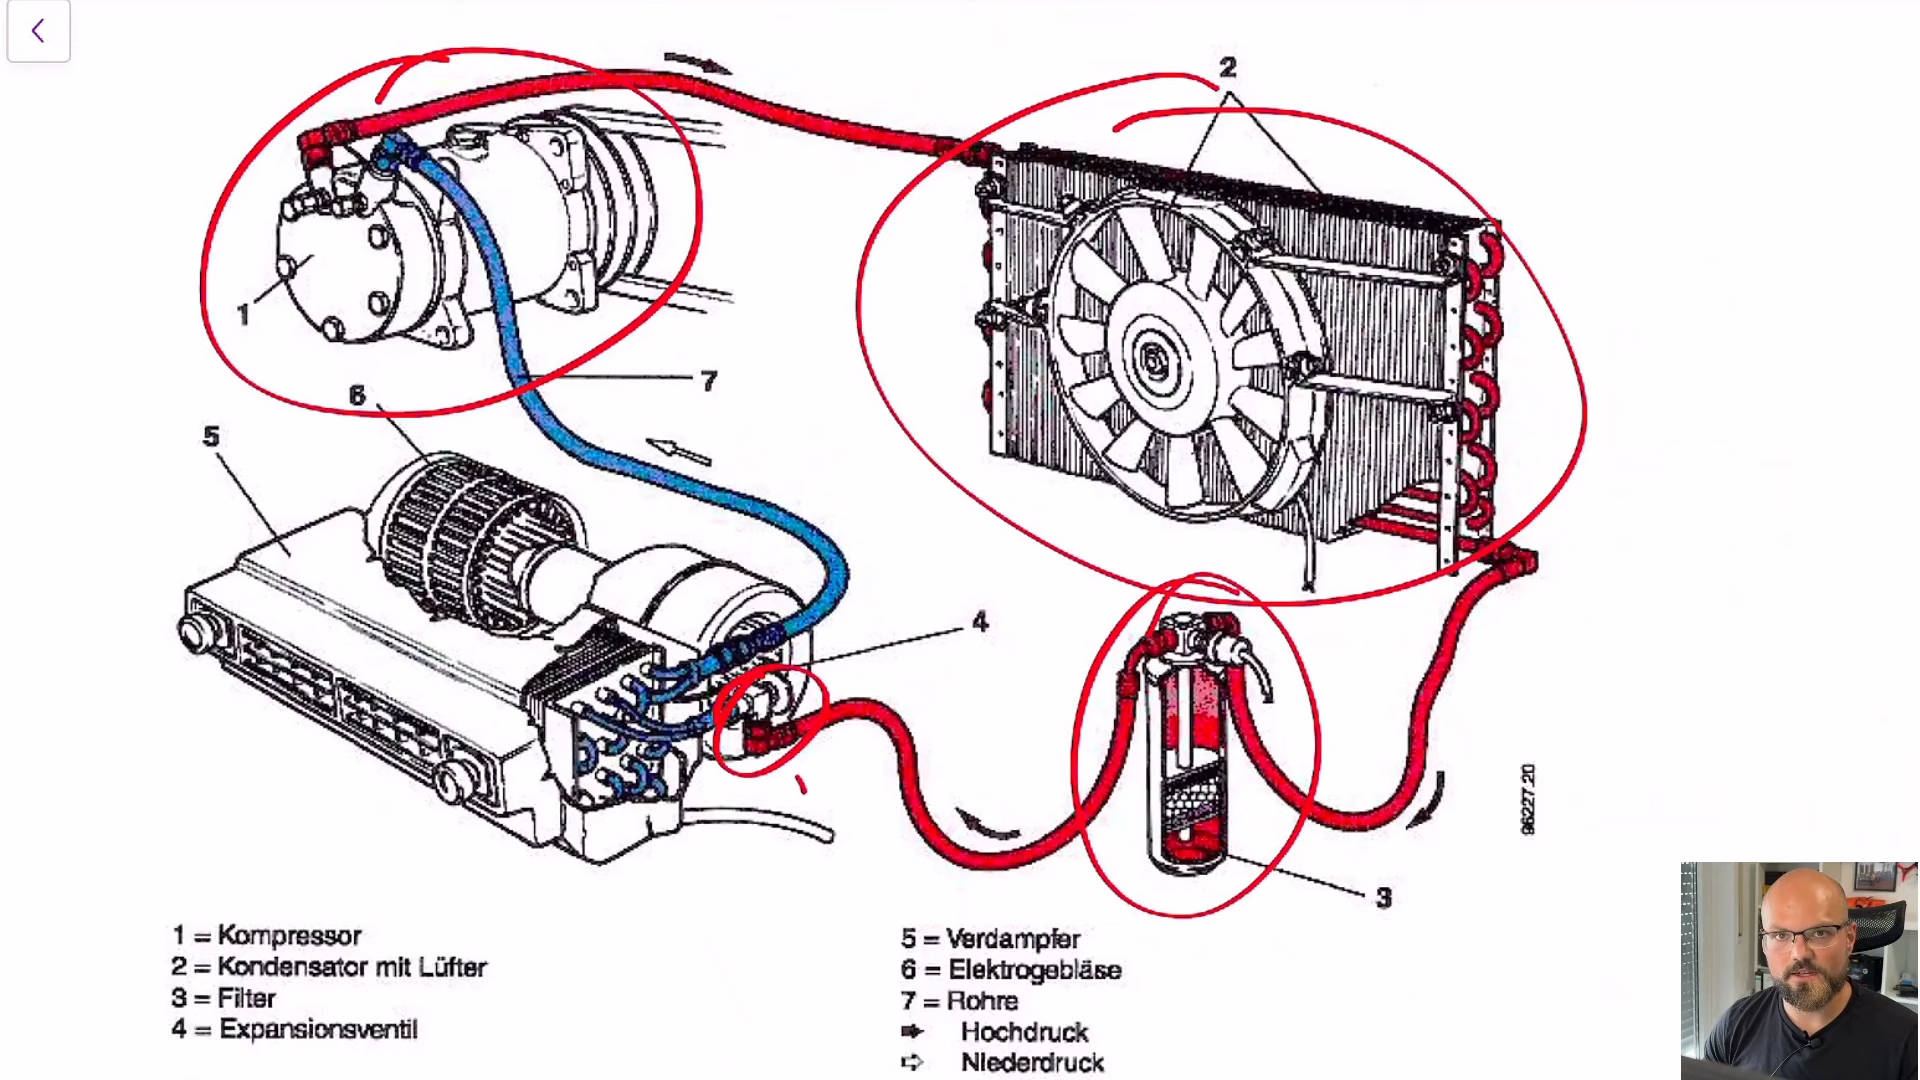 2
1
7
6
5
4
3
96227.20
1 = Kompressor
2 = Kondensator mit Lüfter
3 = Filter
4 = Expansionsventil
5 = Verdampfer
6 = Elektrogebläse
7 = Rohre
Hochdruck
Niederdruck